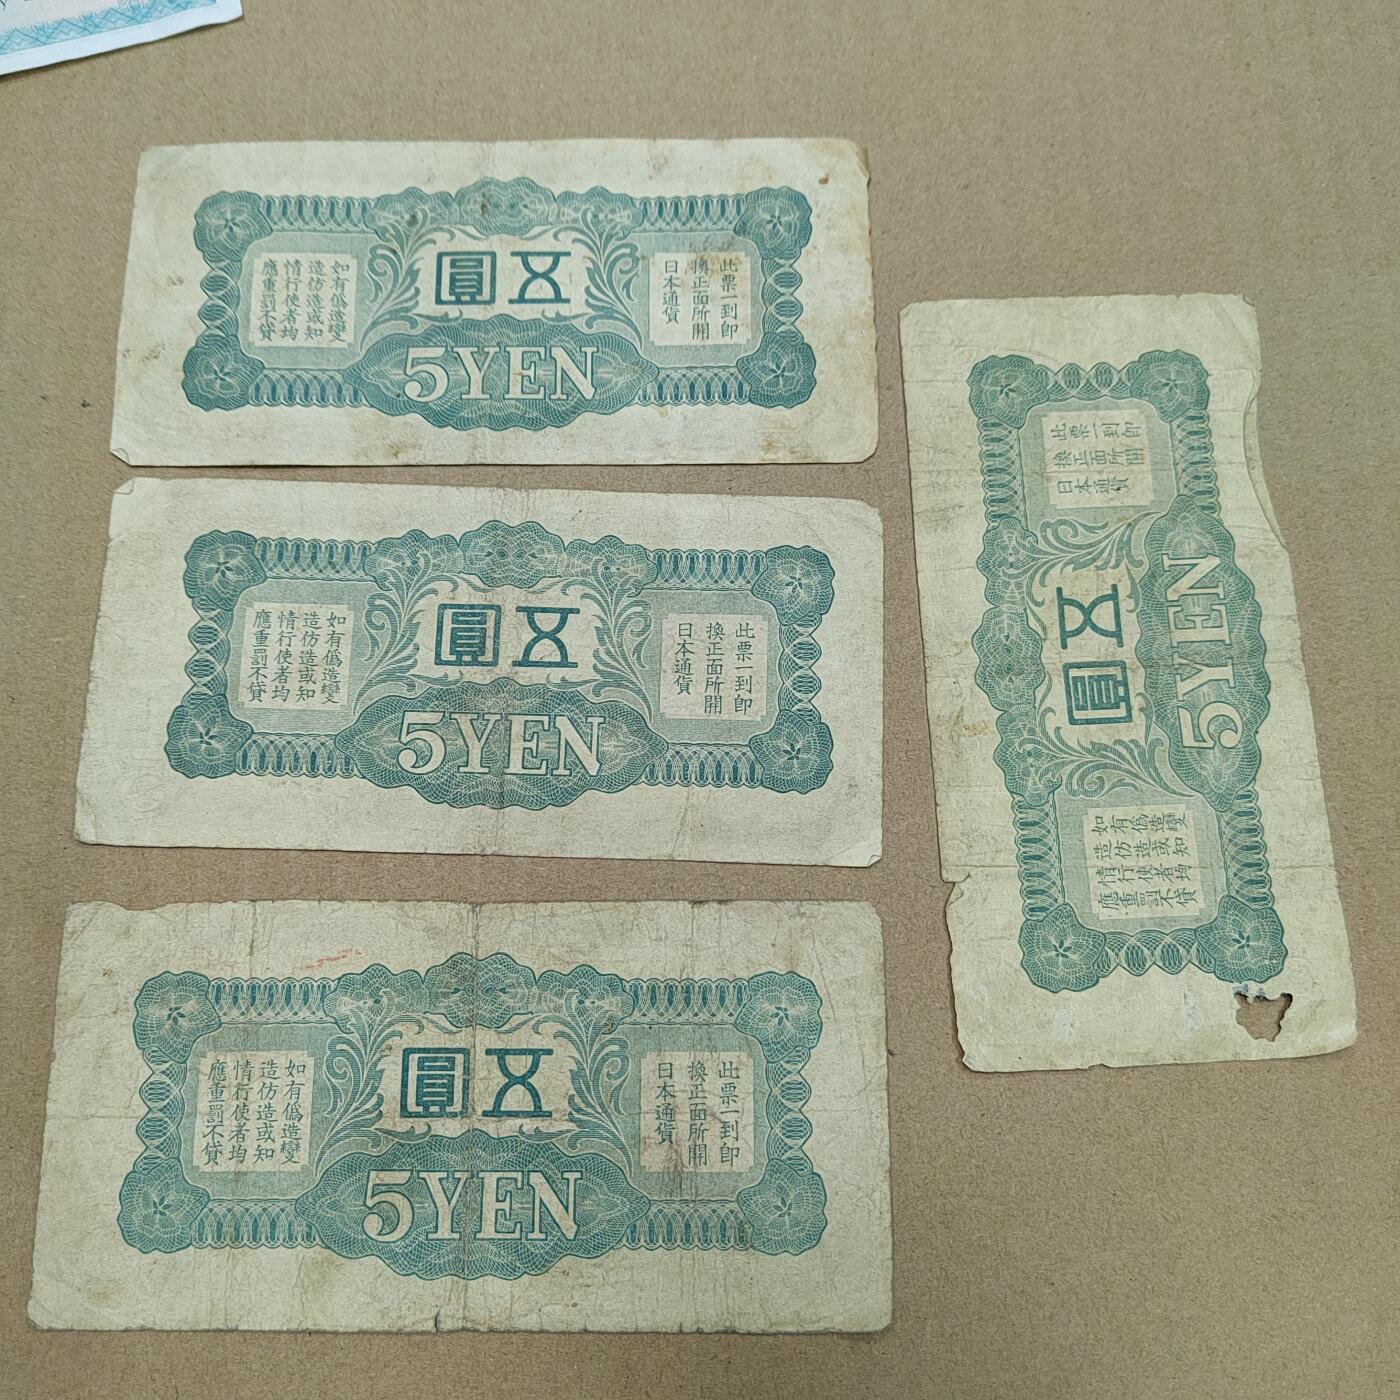 此票一到即
換正面所開
日本通貨
五圓
如有偽造變
造仿造或知
情行使者均
應重罰不貸
5YEN
此票一到即
換正面所開
日本通貨
五圓
如有偽造變
造仿造或知
情行使者均
應重罰不貸
5YEN
此票一到即
換正面所開
日本通貨
五圓
如有偽造變
造仿造或知
情行使者均
應重罰不貸
5YEN
此票一到即
換正面所開
日本通貨
五圓
如有偽造變
造仿造或知
情行使者均
應重罰不貸
5YEN